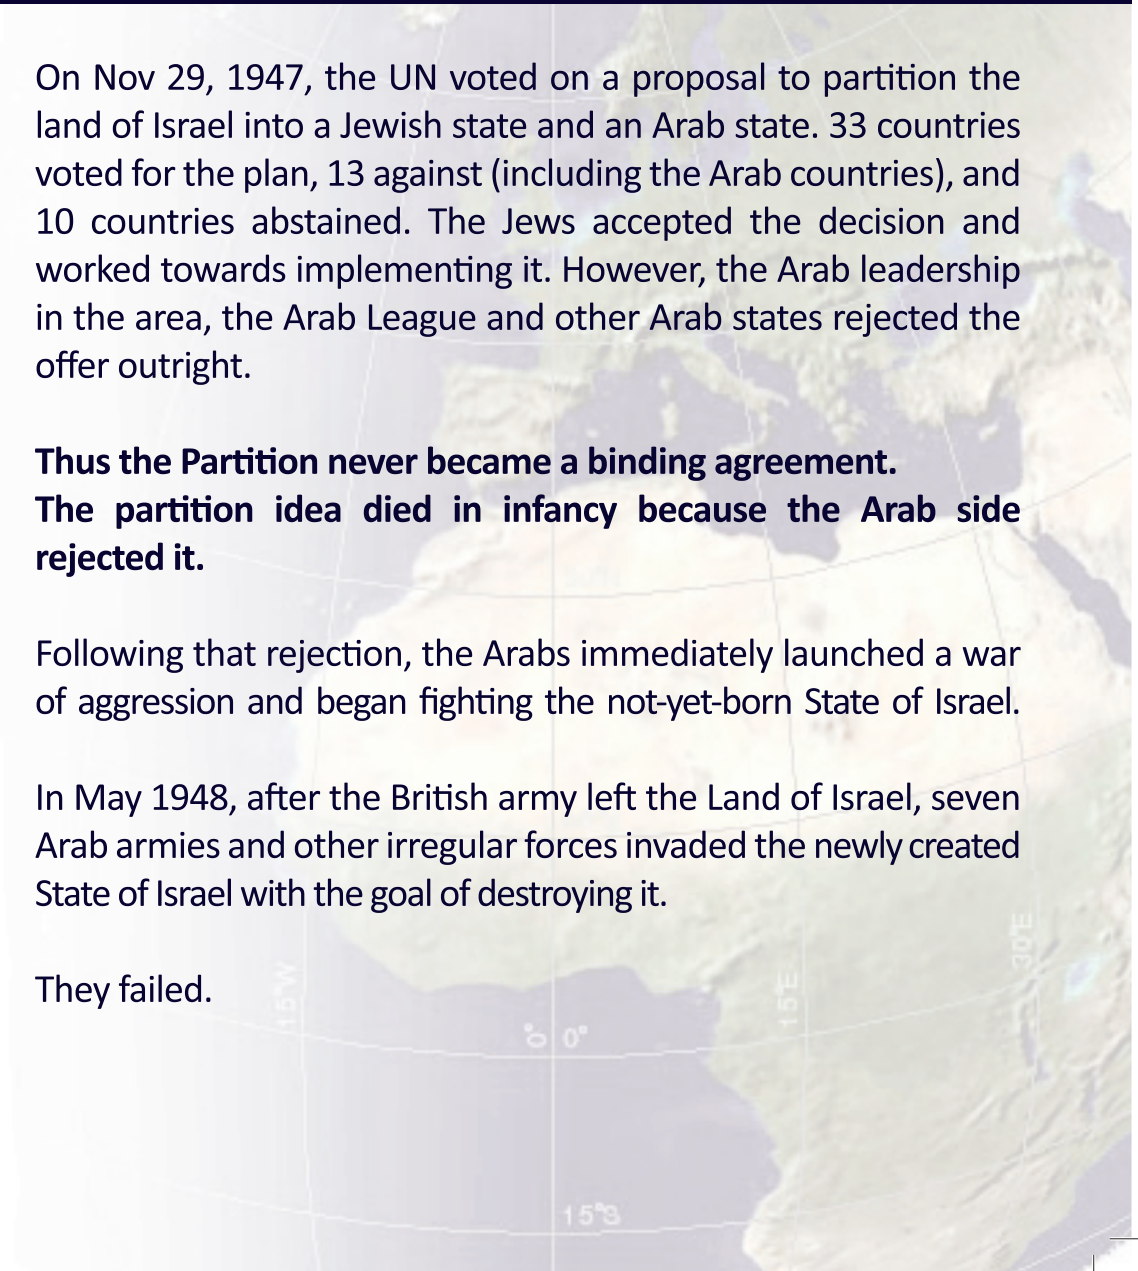 On Nov 29, 1947, the UN voted on a proposal to partition the
land of Israel into a Jewish state and an Arab state. 33 countries
voted for the plan, 13 against (including the Arab countries), and
10 countries abstained. The Jews accepted the decision and
worked towards implementing it. However, the Arab leadership
in the area, the Arab League and other Arab states rejected the
offer outright.
Thus the Partition never became a binding agreement.
The partition idea died in infancy because the Arab side
rejected it.
Following that rejection, the Arabs immediately launched a war
of aggression and began fighting the not-yet-born State of Israel.
In May 1948, after the British army left the Land of Israel, seven
Arab armies and other irregular forces invaded the newly created
State of Israel with the goal of destroying it.
They failed.
30°E
15°W
15°E
0° 0°